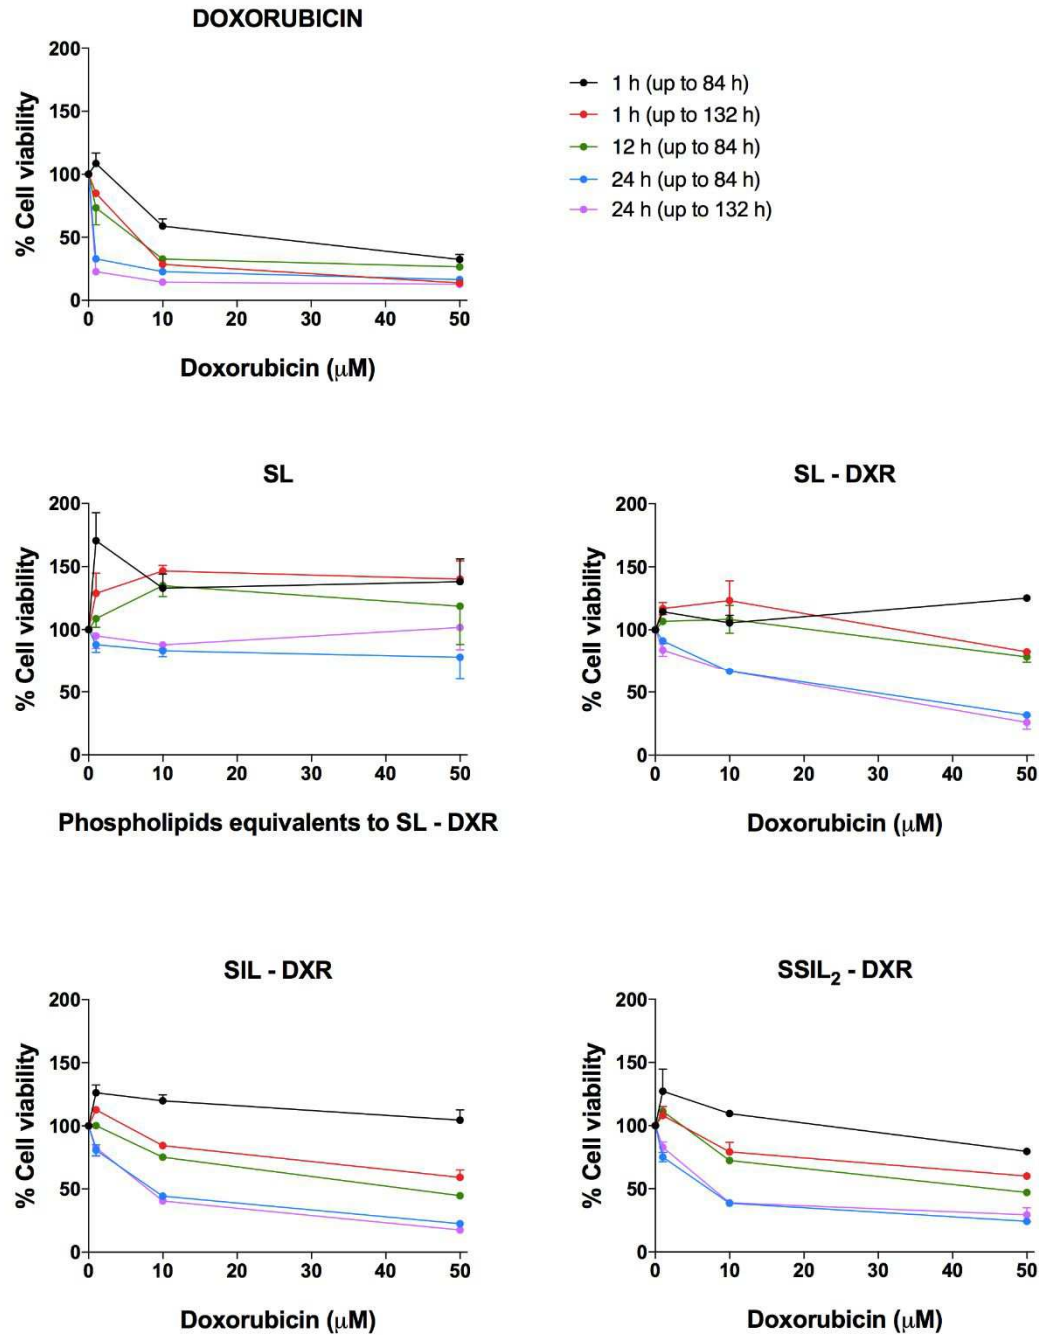 DOXORUBICIN
200
150
100
50
0
% Cell viability
0 10 20 30 40 50
Doxorubicin (μM)
1 h (up to 84 h)
1 h (up to 132 h)
12 h (up to 84 h)
24 h (up to 84 h)
24 h (up to 132 h)
SL
200
150
100
50
0
% Cell viability
0 10 20 30 40 50
Phospholipids equivalents to SL - DXR
SL - DXR
200
150
100
50
0
% Cell viability
0 10 20 30 40 50
Doxorubicin (μM)
SIL - DXR
200
150
100
50
0
% Cell viability
0 10 20 30 40 50
Doxorubicin (μM)
SSIL₂ - DXR
200
150
100
50
0
% Cell viability
0 10 20 30 40 50
Doxorubicin (μM)